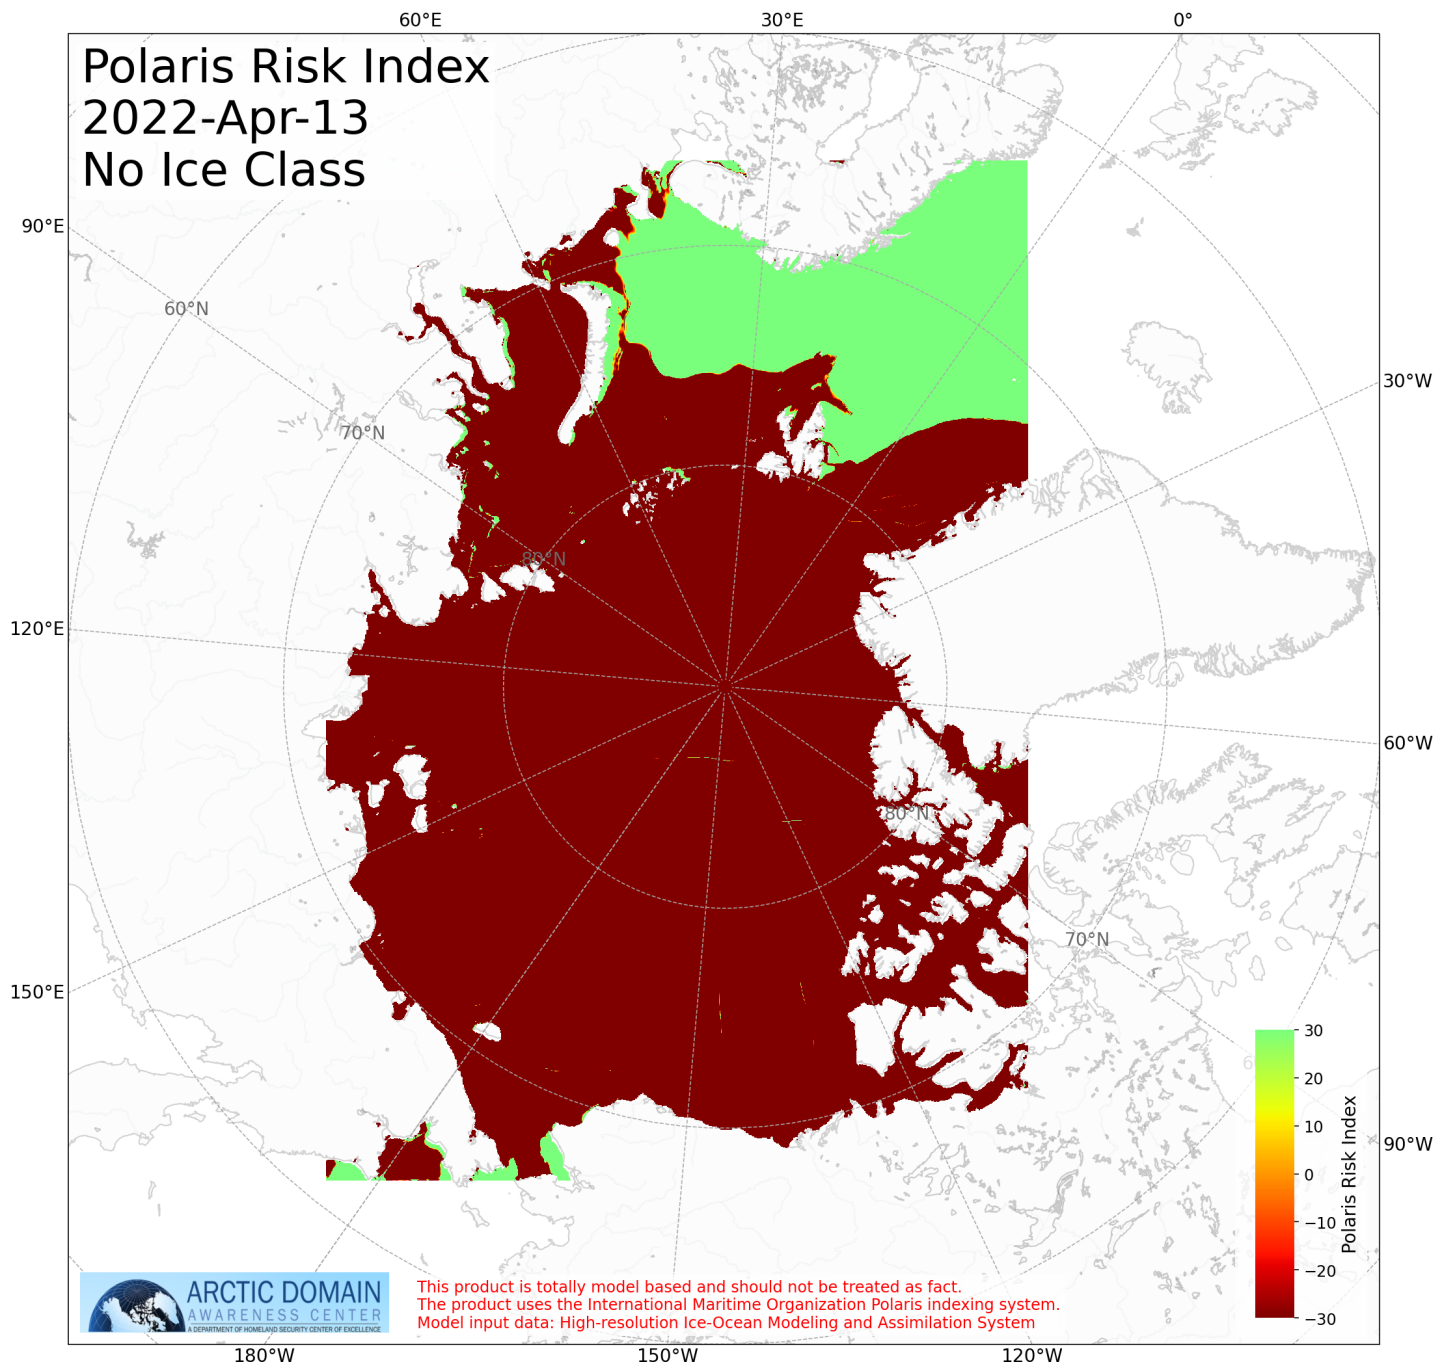 60°E
30°E
0°
Polaris Risk Index
2022-Apr-13
No Ice Class
90°E
60°N
30°W
70°N
80°N
120°E
60°W
80°N
70°N
150°E
30
20
10
0
−10
−20
−30
Polaris Risk Index
90°W
ARCTIC DOMAIN
AWARENESS CENTER
A DEPARTMENT OF HOMELAND SECURITY CENTER OF EXCELLENCE
This product is totally model based and should not be treated as fact.
The product uses the International Maritime Organization Polaris indexing system.
Model input data: High-resolution Ice-Ocean Modeling and Assimilation System
180°W
150°W
120°W